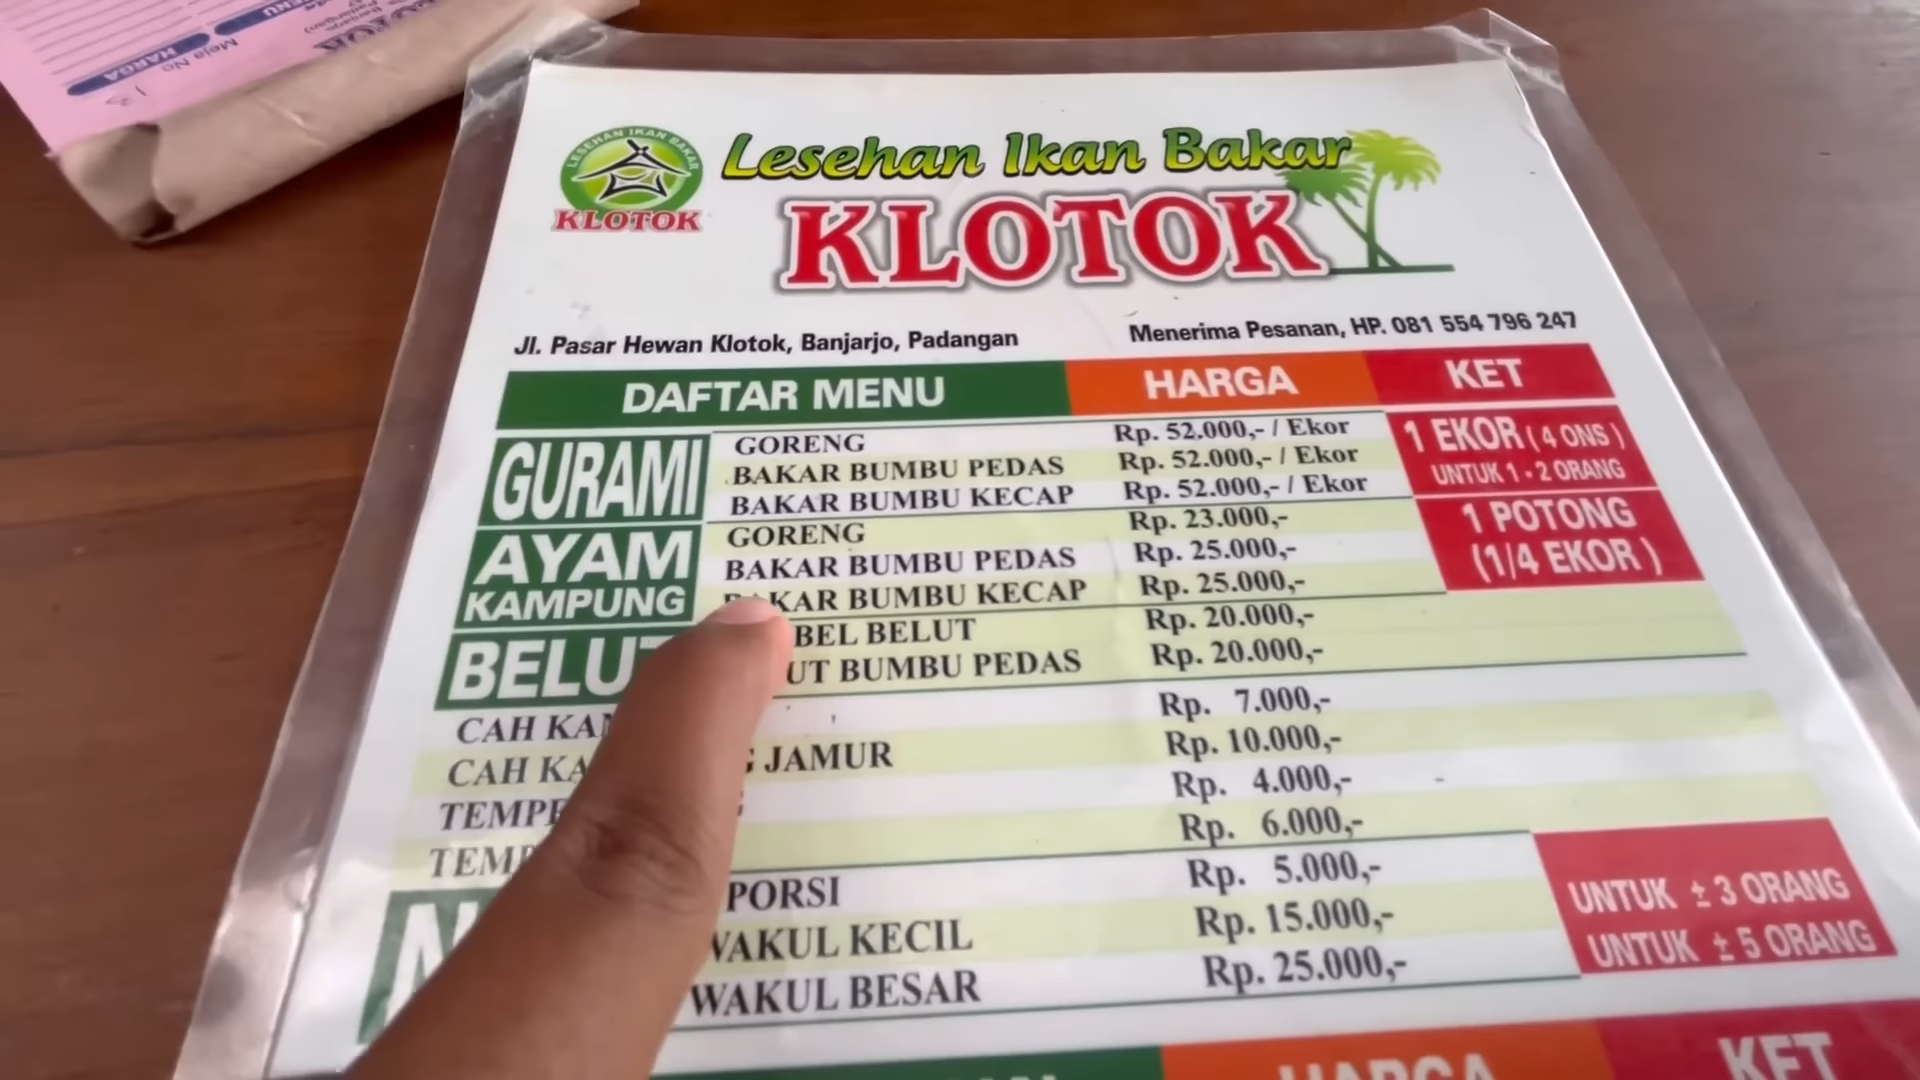 MENU
HARGA
Meja No
KLOTOK
LESEHAN IKAN BAKAR
KLOTOK
Lesehan Ikan Bakar
KLOTOK
Jl. Pasar Hewan Klotok, Banjarjo, Padangan
Menerima Pesanan, HP. 081 554 796 247
DAFTAR MENU HARGA KET
GURAMI
GORENG Rp. 52.000,- / Ekor
BAKAR BUMBU PEDAS Rp. 52.000,- / Ekor
BAKAR BUMBU KECAP Rp. 52.000,- / Ekor
1 EKOR ( 4 ONS )
UNTUK 1 - 2 ORANG
AYAM
KAMPUNG
GORENG Rp. 23.000,-
BAKAR BUMBU PEDAS Rp. 25.000,-
BAKAR BUMBU KECAP Rp. 25.000,-
1 POTONG
(1/4 EKOR )
BELUT
BELUT Rp. 20.000,-
BUMBU PEDAS Rp. 20.000,-
CAH Rp. 7.000,-
CAH JAMUR Rp. 10.000,-
TEMPE Rp. 4.000,-
Rp. 6.000,-
PORSI Rp. 5.000,-
WAKUL KECIL Rp. 15.000,- UNTUK ± 3 ORANG
WAKUL BESAR Rp. 25.000,- UNTUK ± 5 ORANG
HARGA KET